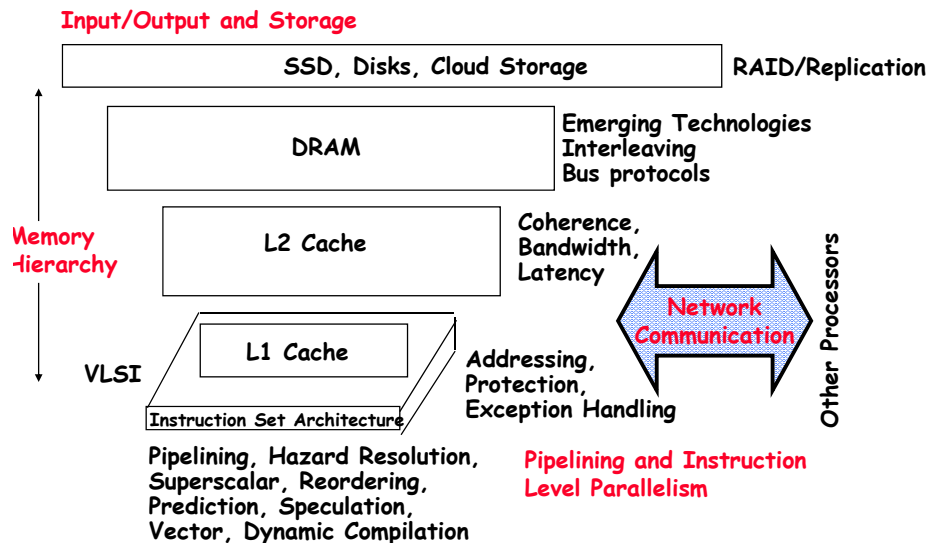 Input/Output and Storage
SSD, Disks, Cloud Storage
RAID/Replication
DRAM
Emerging Technologies
Interleaving
Bus protocols
Memory
Hierarchy
L2 Cache
Coherence,
Bandwidth,
Latency
Network
Communication
Other Processors
VLSI
L1 Cache
Addressing,
Protection,
Exception Handling
Instruction Set Architecture
Pipelining, Hazard Resolution,
Superscalar, Reordering,
Prediction, Speculation,
Vector, Dynamic Compilation
Pipelining and Instruction
Level Parallelism